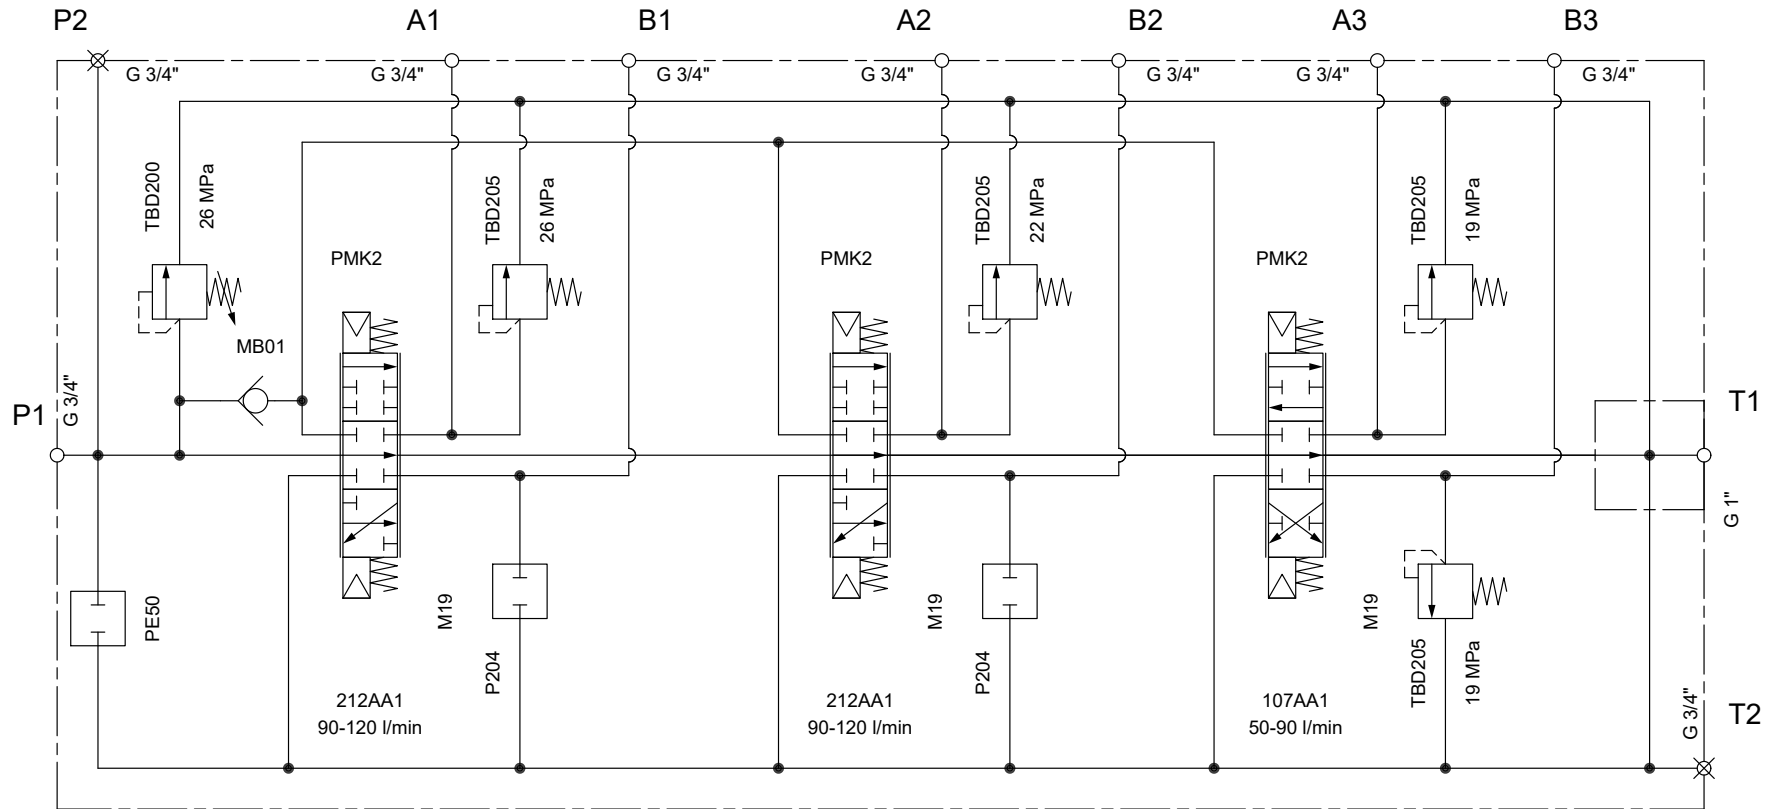 P2
A1
B1
A2
B2
A3
B3
G 3/4"
G 3/4"
G 3/4"
G 3/4"
G 3/4"
G 3/4"
G 3/4"
TBD200
26 MPa
TBD205
26 MPa
TBD205
22 MPa
TBD205
19 MPa
PMK2
PMK2
PMK2
MB01
P1
G 3/4"
T1
G 1"
PE50
M19
P204
M19
P204
M19
TBD205
19 MPa
212AA1
90-120 l/min
212AA1
90-120 l/min
107AA1
50-90 l/min
G 3/4"
T2